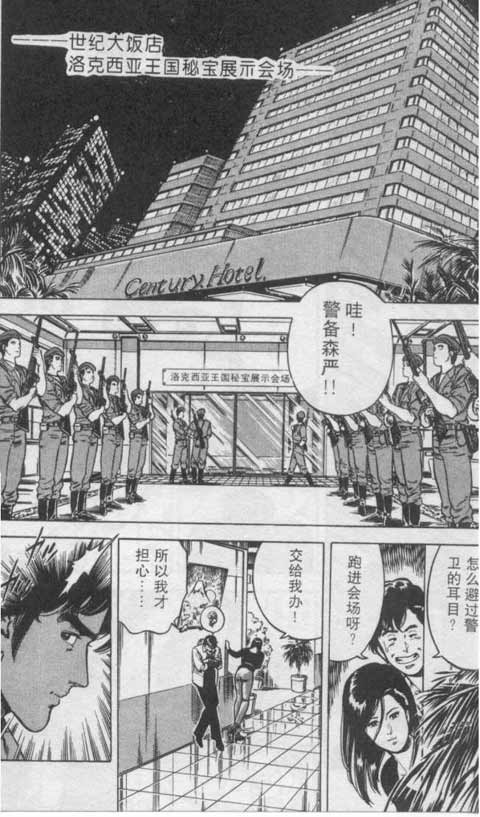 世纪大饭店
洛克西亚王国秘宝展示会场
Century Hotel
哇！
警备森严！！
洛克西亚王国秘宝展示会场
怎么避过警
卫的耳目？
跑进会场呀？
交给我办！
所以我才
担心……